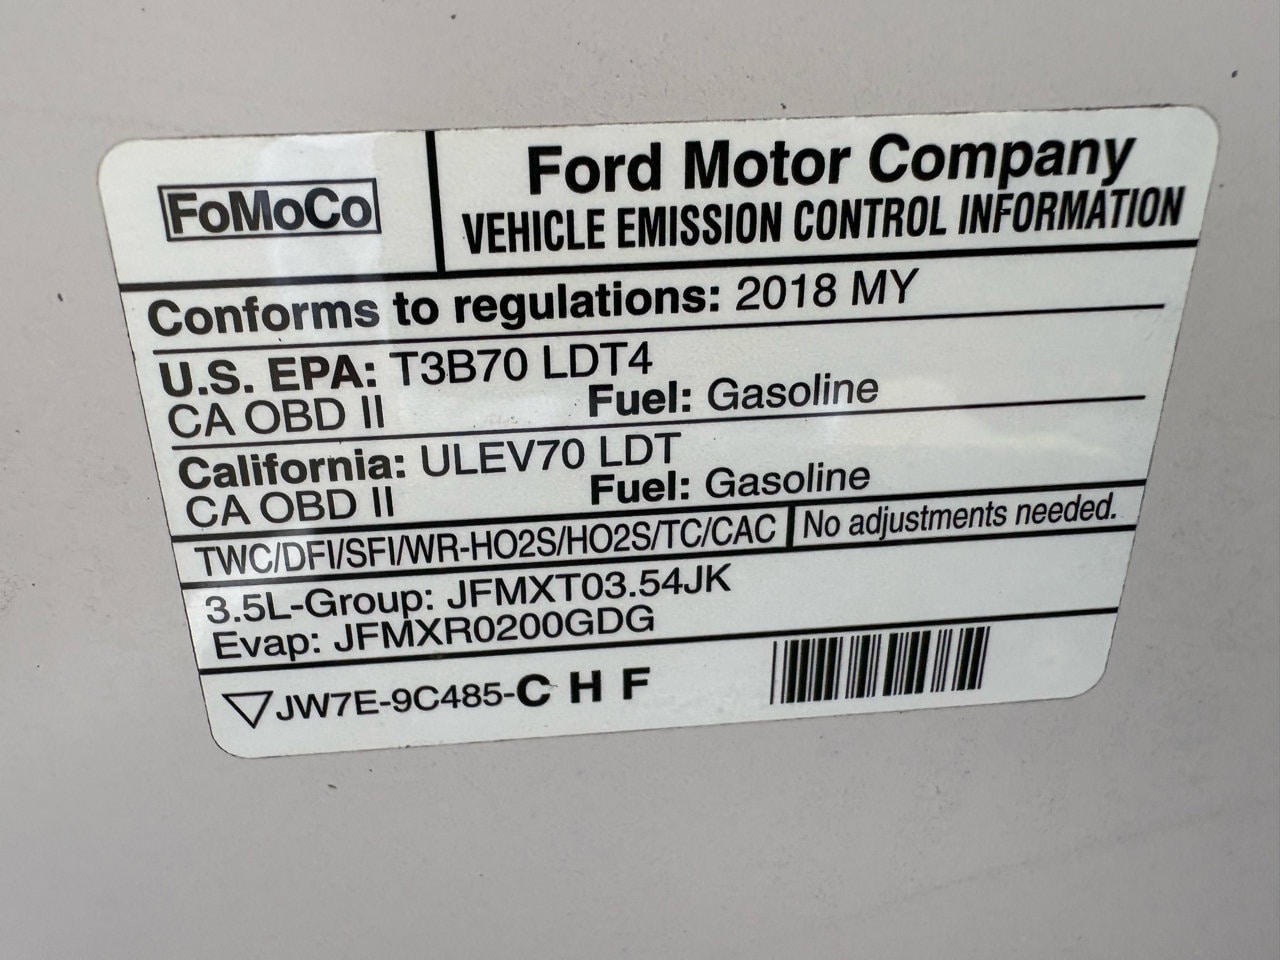 FoMoCo
Ford Motor Company
VEHICLE EMISSION CONTROL INFORMATION
Conforms to regulations: 2018 MY
U.S. EPA: T3B70 LDT4
CA OBD II Fuel: Gasoline
California: ULEV70 LDT
CA OBD II Fuel: Gasoline
TWC/DFI/SFI/WR-HO2S/HO2S/TC/CAC No adjustments needed.
3.5L-Group: JFMXT03.54JK
Evap: JFMXR0200GDG
JW7E-9C485-C H F